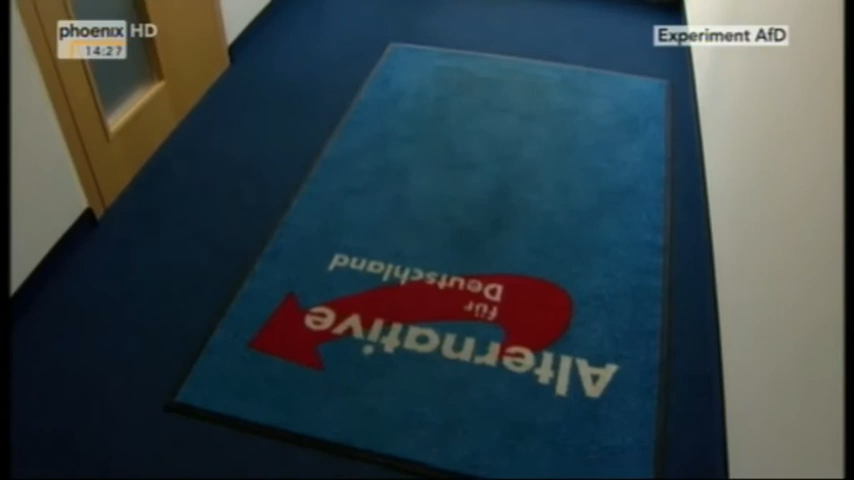 phoenix HD
14:27
Experiment AfD
Alternative
für
Deutschland